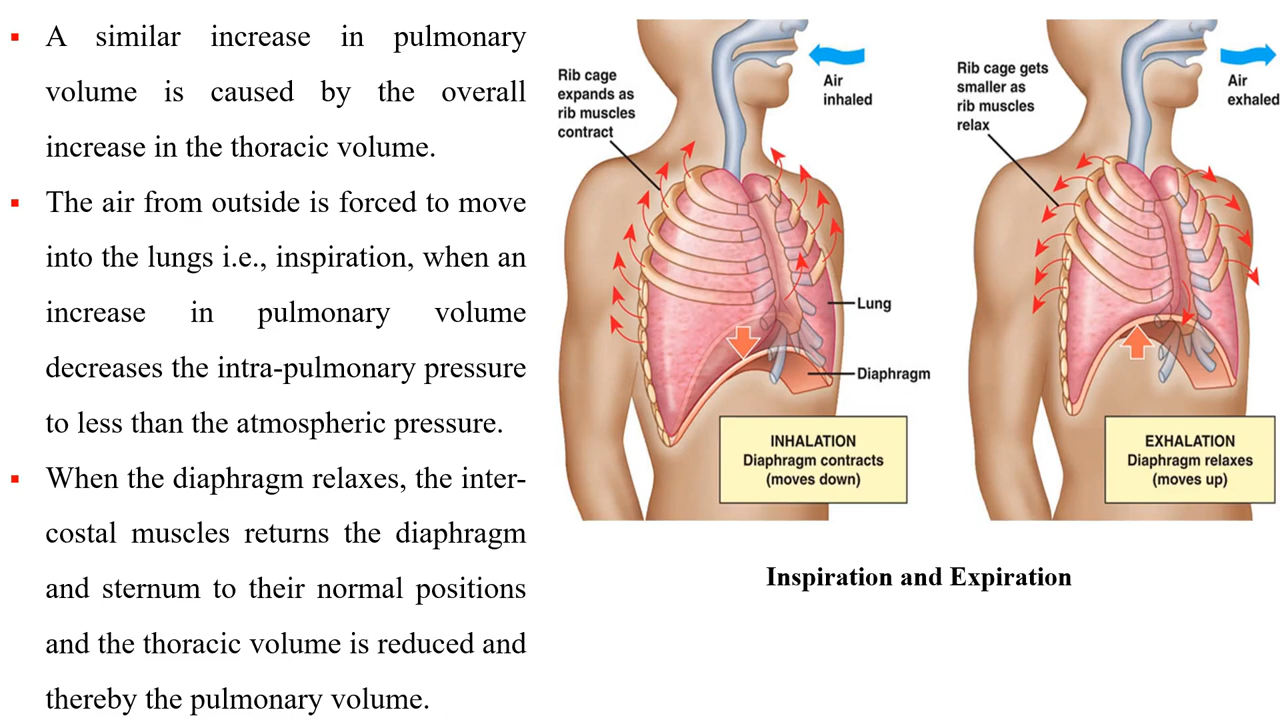 ▪ A similar increase in pulmonary
volume is caused by the overall
increase in the thoracic volume.
▪ The air from outside is forced to move
into the lungs i.e., inspiration, when an
increase in pulmonary volume
decreases the intra-pulmonary pressure
to less than the atmospheric pressure.
▪ When the diaphragm relaxes, the inter-
costal muscles returns the diaphragm
and sternum to their normal positions
and the thoracic volume is reduced and
thereby the pulmonary volume.
Rib cage
expands as
rib muscles
contract
Air
inhaled
Lung
Diaphragm
INHALATION
Diaphragm contracts
(moves down)
Rib cage gets
smaller as
rib muscles
relax
Air
exhaled
EXHALATION
Diaphragm relaxes
(moves up)
Inspiration and Expiration